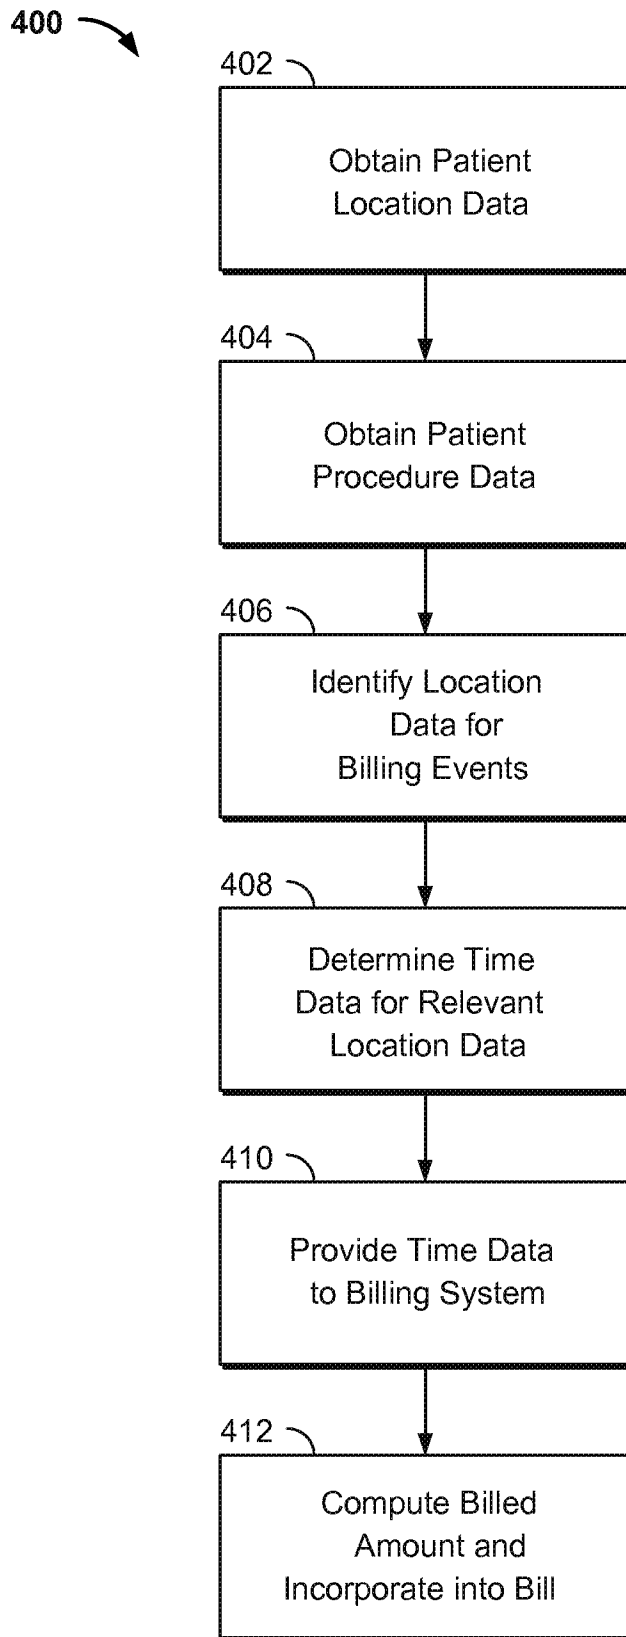 400
402
Obtain Patient
Location Data
404
Obtain Patient
Procedure Data
406
Identify Location
Data for
Billing Events
408
Determine Time
Data for Relevant
Location Data
410
Provide Time Data
to Billing System
412
Compute Billed
Amount and
Incorporate into Bill